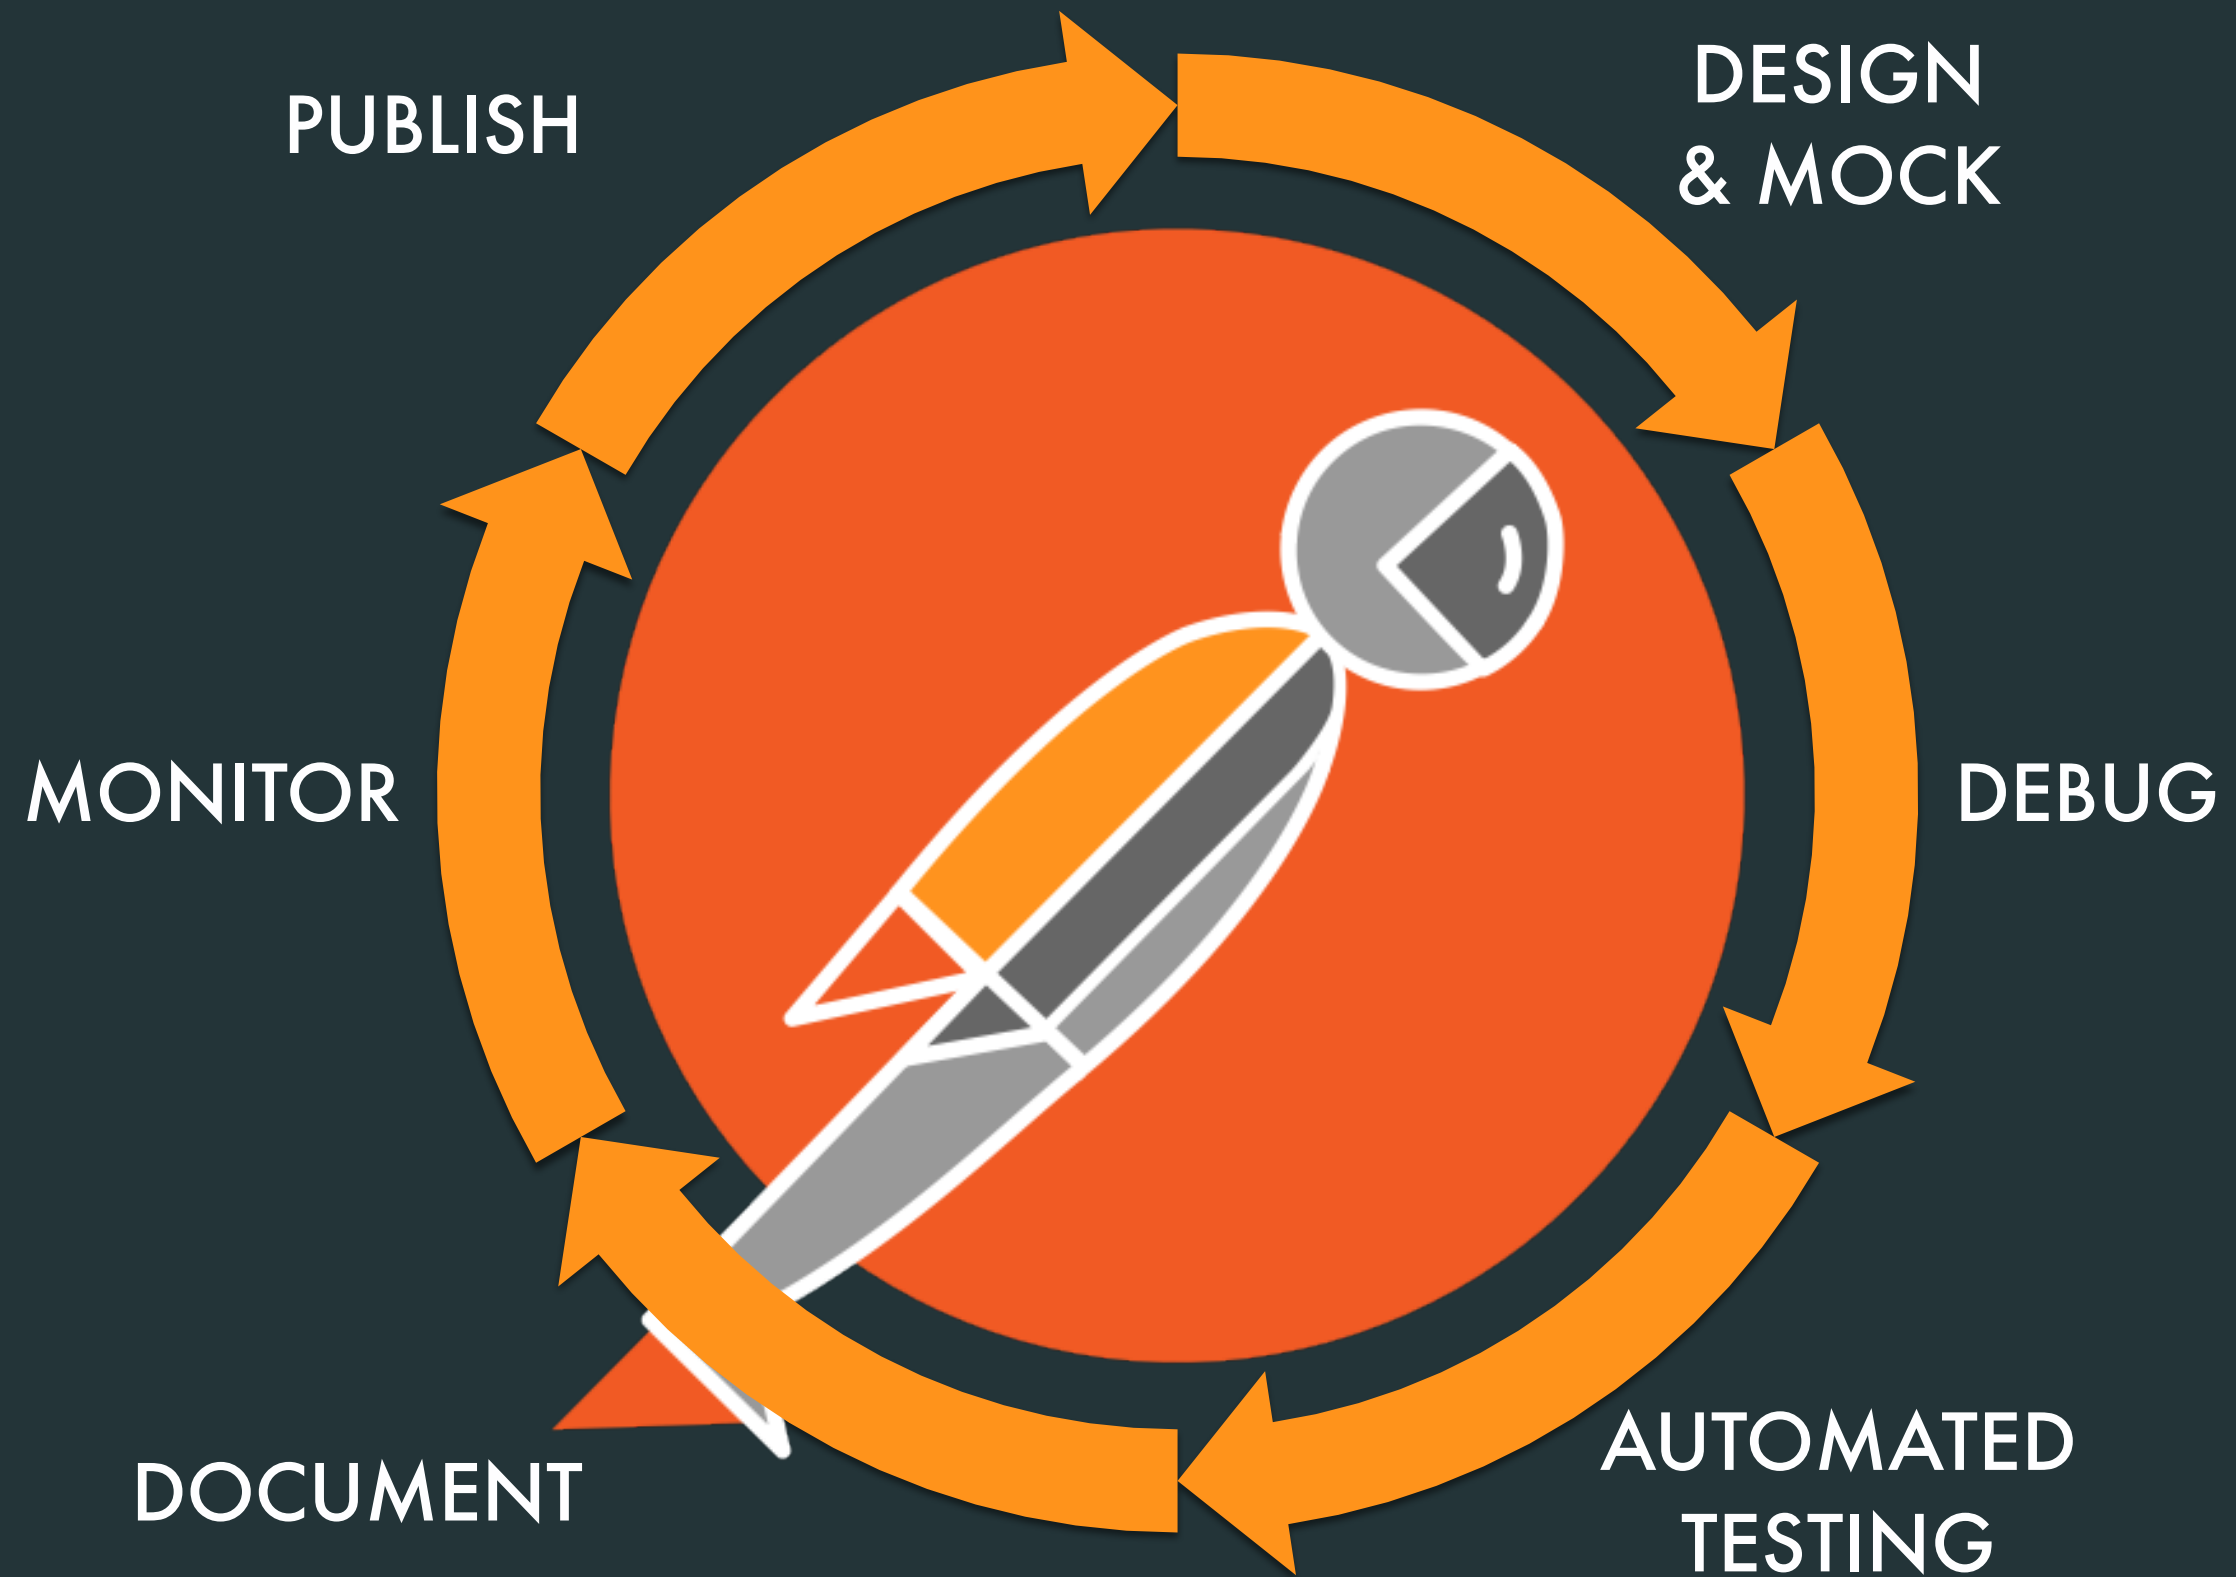 PUBLISH
DESIGN
& MOCK
MONITOR
DEBUG
DOCUMENT
AUTOMATED
TESTING